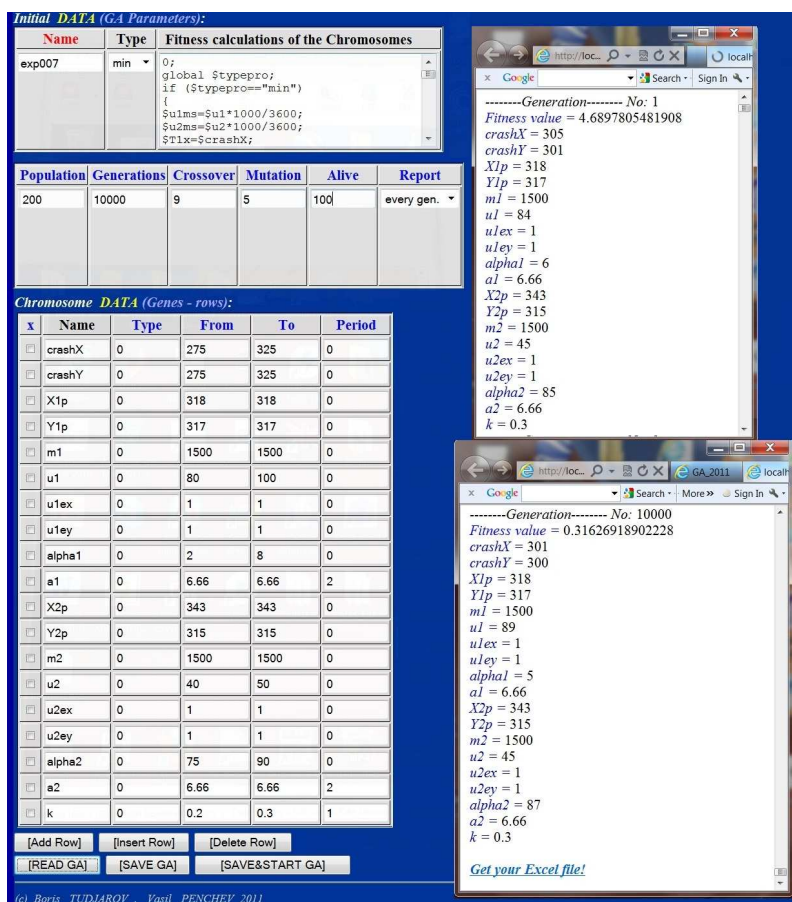 Initial DATA (GA Parameters):
Name Type Fitness calculations of the Chromosomes
exp007 min 0;
global $typepro;
if ($typepro=="min")
{
$u1ms=$u1*1000/3600;
$u2ms=$u2*1000/3600;
$T1x=$crashX;
Population Generations Crossover Mutation Alive Report
200 10000 9 5 100 every gen.
Chromosome DATA (Genes - rows):
x Name Type From To Period
crashX 0 275 325 0
crashY 0 275 325 0
X1p 0 318 318 0
Y1p 0 317 317 0
m1 0 1500 1500 0
u1 0 80 100 0
u1ex 0 1 1 0
u1ey 0 1 1 0
alpha1 0 2 8 0
a1 0 6.66 6.66 2
X2p 0 343 343 0
Y2p 0 315 315 0
m2 0 1500 1500 0
u2 0 40 50 0
u2ex 0 1 1 0
u2ey 0 1 1 0
alpha2 0 75 90 0
a2 0 6.66 6.66 2
k 0 0.2 0.3 1
[Add Row] [Insert Row] [Delete Row]
[READ GA] [SAVE GA] [SAVE&START GA]
(c) Boris TUDJAROV , Vasil PENCHEV 2011
http://loc... localh
x Google Search Sign In
--------Generation-------- No: 1
Fitness value = 4.6897805481908
crashX = 305
crashY = 301
X1p = 318
Y1p = 317
m1 = 1500
u1 = 84
u1ex = 1
u1ey = 1
alpha1 = 6
a1 = 6.66
X2p = 343
Y2p = 315
m2 = 1500
u2 = 45
u2ex = 1
u2ey = 1
alpha2 = 85
a2 = 6.66
k = 0.3
http://loc... GA_2011 localh
x Google Search More » Sign In
--------Generation-------- No: 10000
Fitness value = 0.31626918902228
crashX = 301
crashY = 300
X1p = 318
Y1p = 317
m1 = 1500
u1 = 89
u1ex = 1
u1ey = 1
alpha1 = 5
a1 = 6.66
X2p = 343
Y2p = 315
m2 = 1500
u2 = 45
u2ex = 1
u2ey = 1
alpha2 = 87
a2 = 6.66
k = 0.3
Get your Excel file!